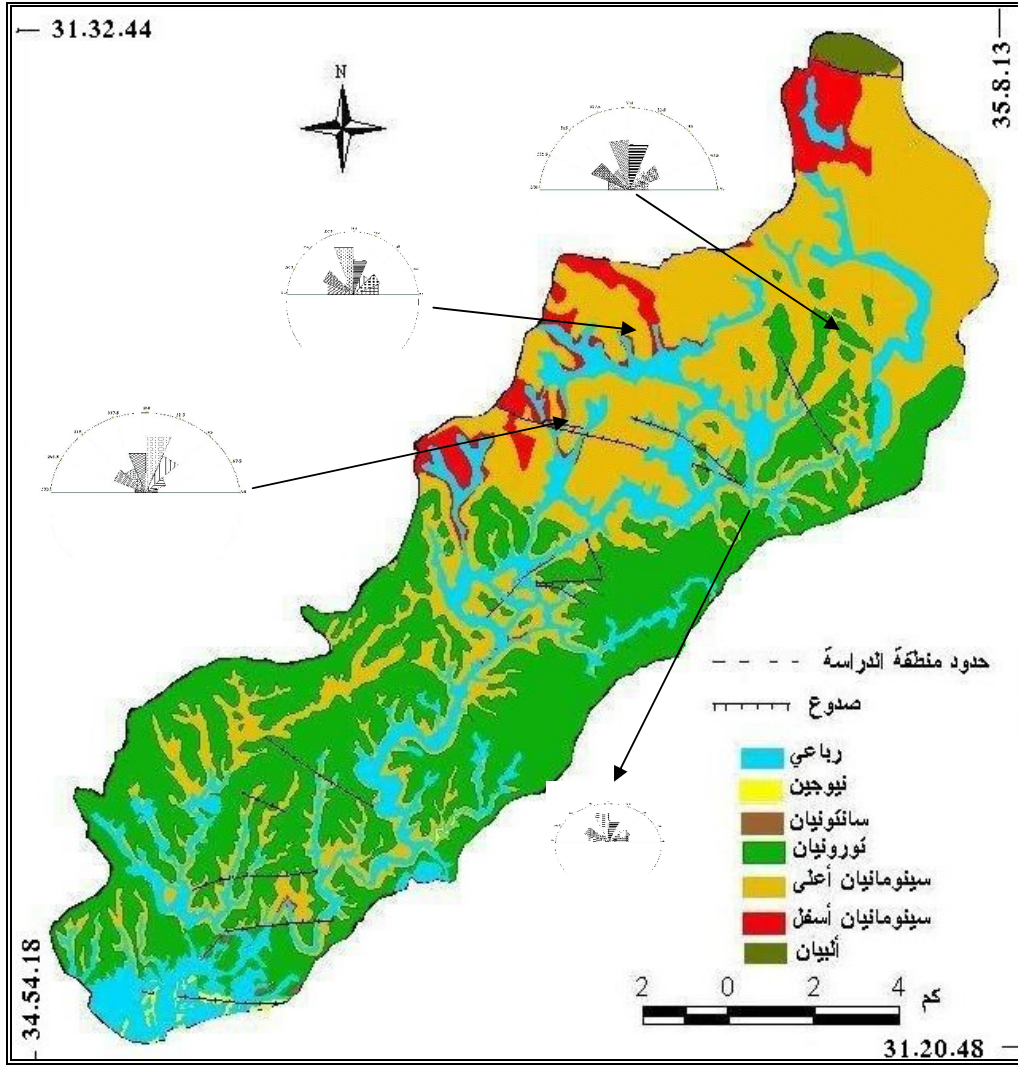 31.32.44
35.8.13
N
حدود منطقة الدراسة
صدوع
رباعي
نيوجين
سانتونيان
تورونيان
سينومانيان أعلى
سينومانيان أسفل
ألبيان
2 0 2 4 كم
34.54.18
31.20.48